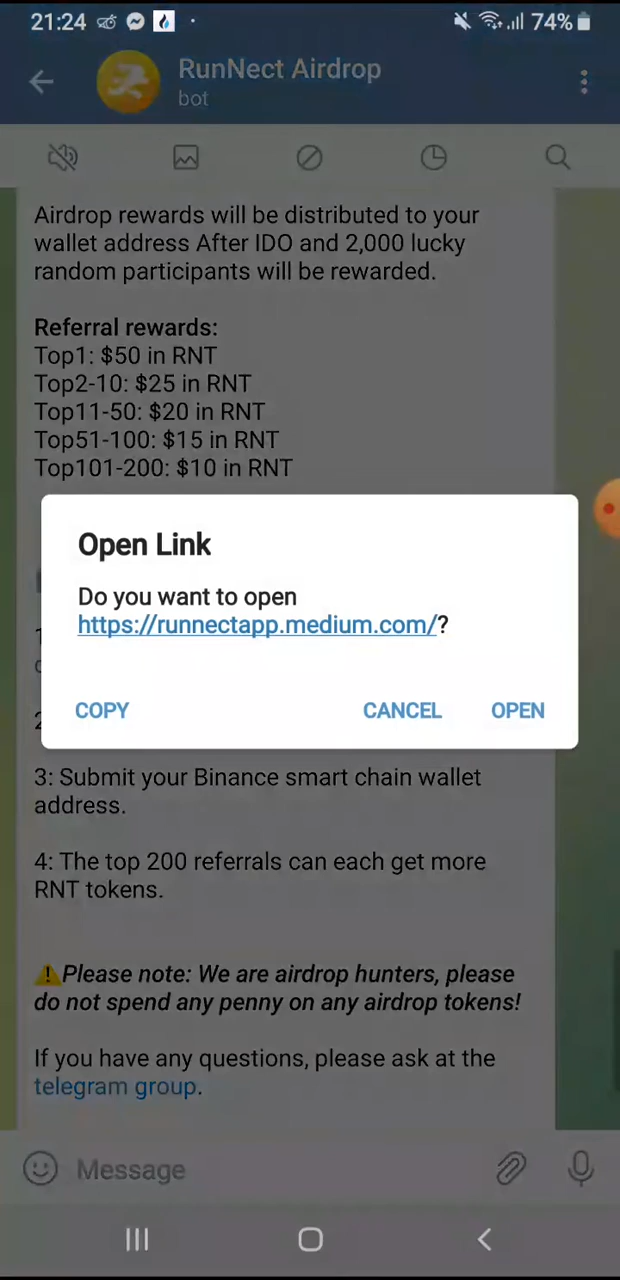 21:24
74%
RunNect Airdrop
bot
Airdrop rewards will be distributed to your
wallet address After IDO and 2,000 lucky
random participants will be rewarded.
Referral rewards:
Top1: $50 in RNT
Top2-10: $25 in RNT
Top11-50: $20 in RNT
Top51-100: $15 in RNT
Top101-200: $10 in RNT
Open Link
Do you want to open
https://runnectapp.medium.com/?
COPY CANCEL OPEN
3: Submit your Binance smart chain wallet
address.
4: The top 200 referrals can each get more
RNT tokens.
⚠️Please note: We are airdrop hunters, please
do not spend any penny on any airdrop tokens!
If you have any questions, please ask at the
telegram group.
Message